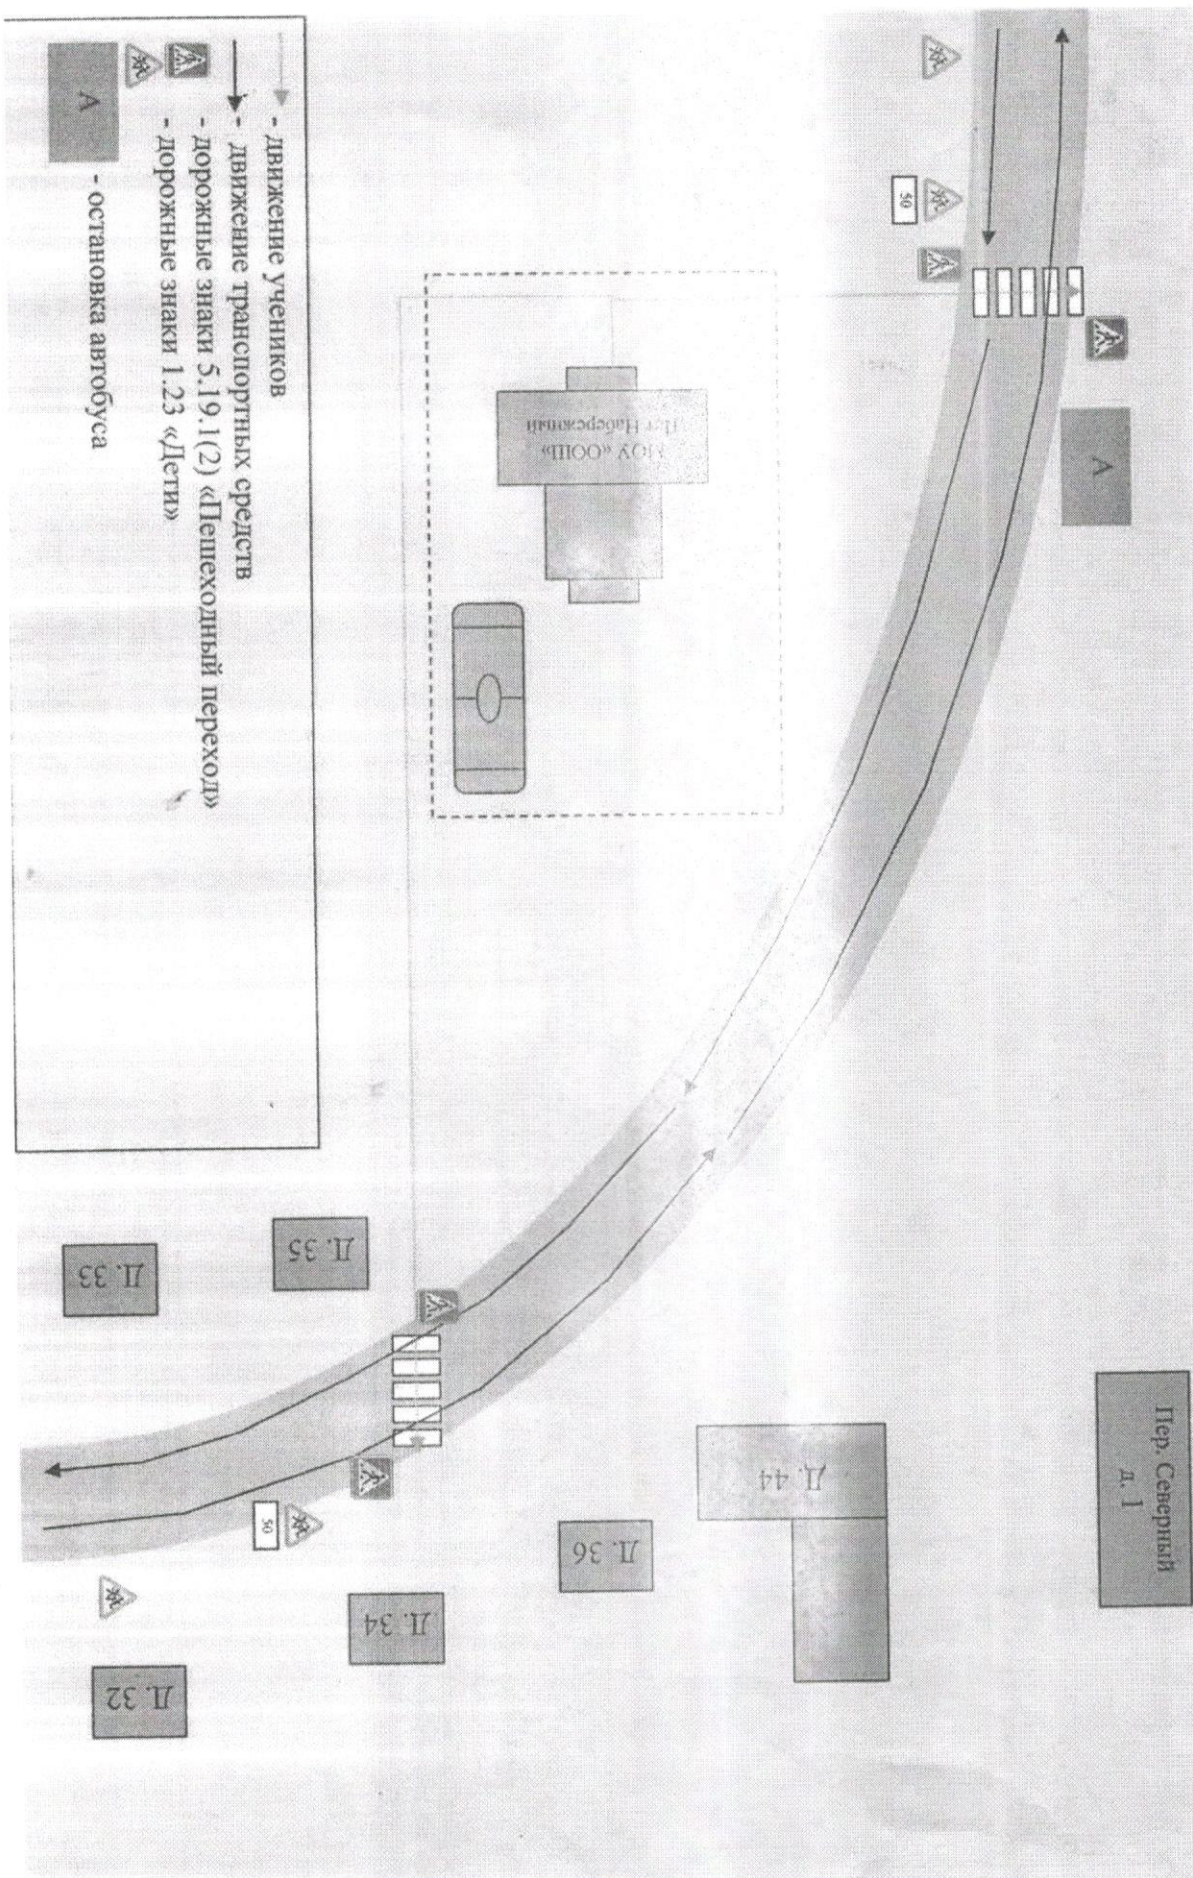 - движение учеников
- движение транспортных средств
- дорожные знаки 5.19.1(2) «Пешеходный переход»
- дорожные знаки 1.23 «Дети»
А
- остановка автобуса
50
А
МОУ «ООШ»
П.г.т Набережный
Д. 33
Д. 35
50
Д. 32
Д. 34
Д. 36
Д. 44
Пер. Северный
д. 1